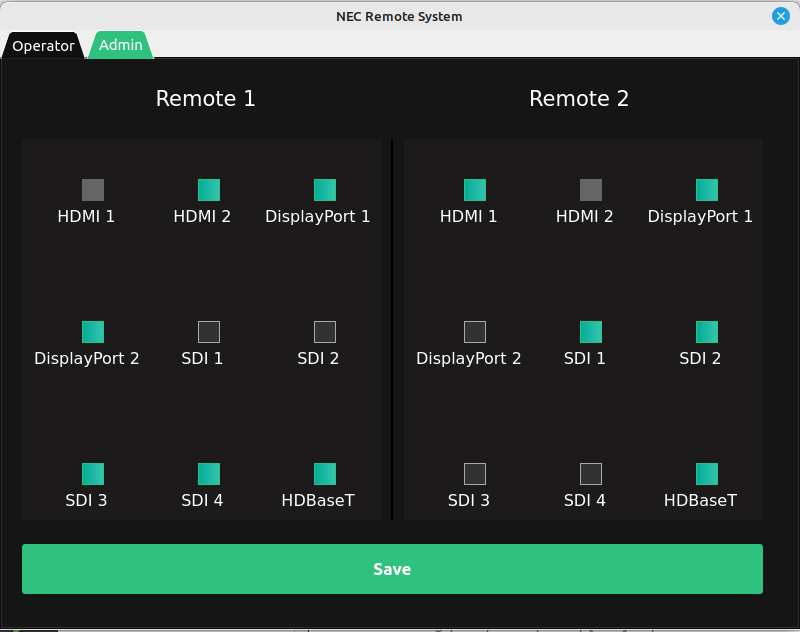 NEC Remote System
Operator Admin
Remote 1 Remote 2
HDMI 1 HDMI 2 DisplayPort 1 HDMI 1 HDMI 2 DisplayPort 1
DisplayPort 2 SDI 1 SDI 2 DisplayPort 2 SDI 1 SDI 2
SDI 3 SDI 4 HDBaseT SDI 3 SDI 4 HDBaseT
Save